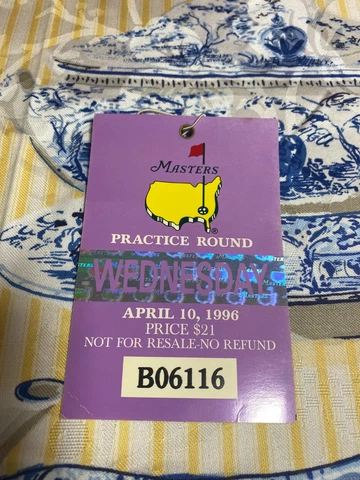 MASTERS
®
PRACTICE ROUND
WEDNESDAY
APRIL 10, 1996
PRICE $21
NOT FOR RESALE-NO REFUND
B06116